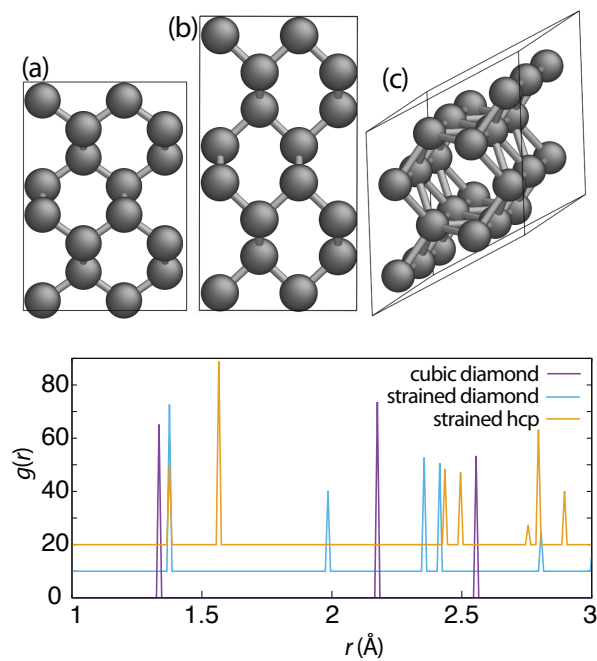 (a)
(b)
(c)
80
60
40
20
0
g(r)
cubic diamond
strained diamond
strained hcp
1
1.5
2
2.5
3
r (Å)